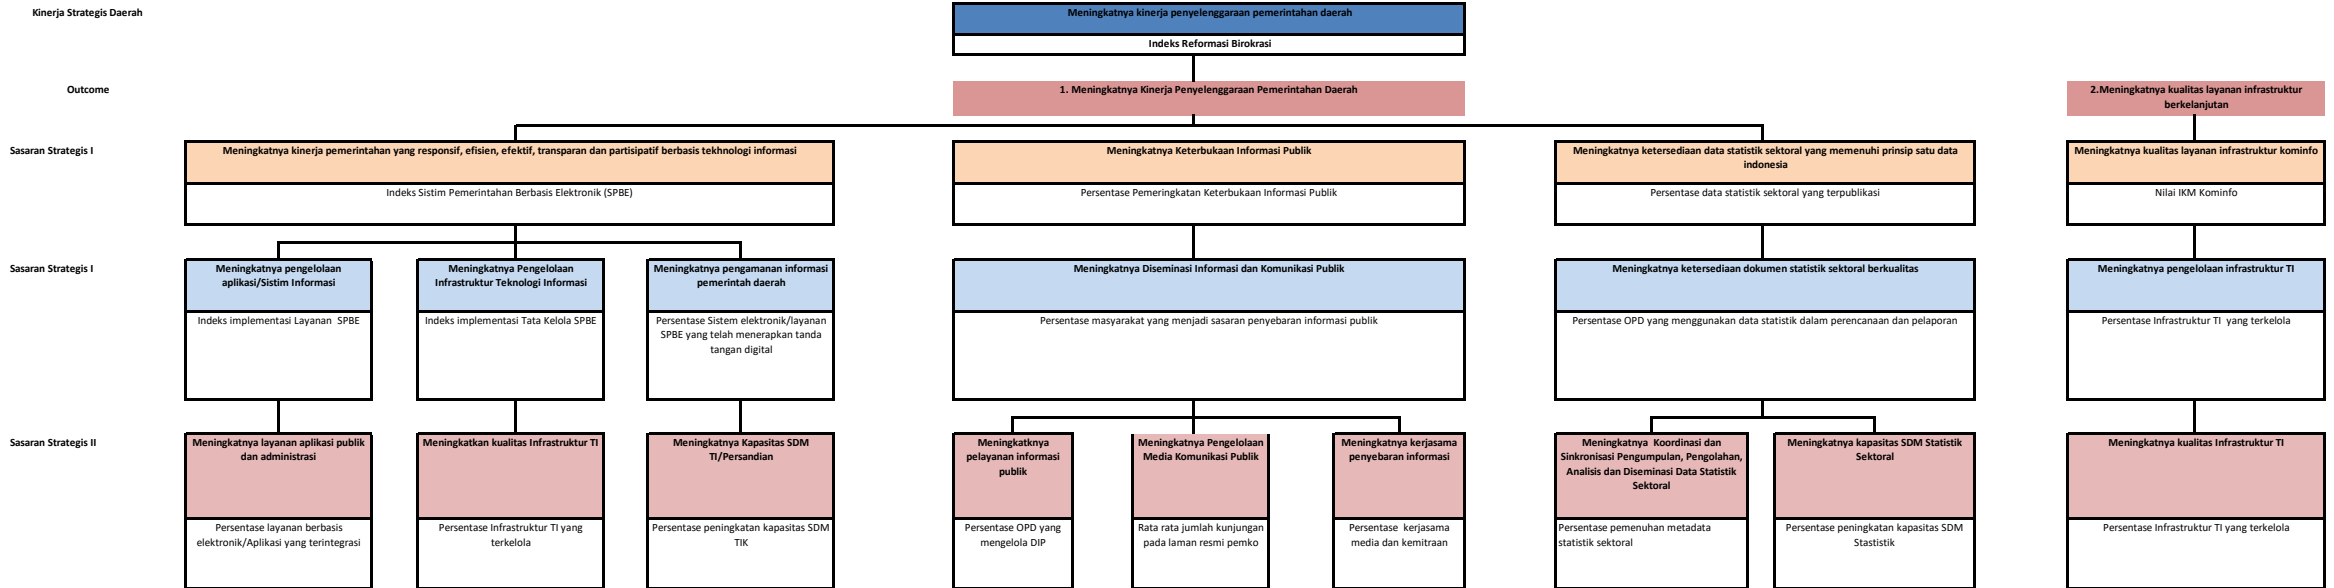 Kinerja Strategis Daerah
Meningkatnya kinerja penyelenggaraan pemerintahan daerah
Indeks Reformasi Birokrasi
Outcome
1. Meningkatnya Kinerja Penyelenggaraan Pemerintahan Daerah
2.Meningkatnya kualitas layanan infrastruktur
berkelanjutan
Sasaran Strategis I
Meningkatnya kinerja pemerintahan yang responsif, efisien, efektif, transparan dan partisipatif berbasis tekhnologi informasi
Indeks Sistim Pemerintahan Berbasis Elektronik (SPBE)
Meningkatnya Keterbukaan Informasi Publik
Persentase Pemeringkatan Keterbukaan Informasi Publik
Meningkatnya ketersediaan data statistik sektoral yang memenuhi prinsip satu data
indonesia
Persentase data statistik sektoral yang terpublikasi
Meningkatnya kualitas layanan infrastruktur kominfo
Nilai IKM Kominfo
Sasaran Strategis I
Meningkatnya pengelolaan
aplikasi/Sistim Informasi
Indeks implementasi Layanan  SPBE
Meningkatnya Pengelolaan
Infrastruktur Teknologi Informasi
Indeks implementasi Tata Kelola SPBE
Meningkatnya pengamanan informasi
pemerintah daerah
Persentase Sistem elektronik/layanan
SPBE yang telah menerapkan tanda
tangan digital
Meningkatnya Diseminasi Informasi dan Komunikasi Publik
Persentase masyarakat yang menjadi sasaran penyebaran informasi publik
Meningkatnya ketersediaan dokumen statistik sektoral berkualitas
Persentase OPD yang menggunakan data statistik dalam perencanaan dan pelaporan
Meningkatnya pengelolaan infrastruktur TI
Persentase Infrastruktur TI  yang terkelola
Sasaran Strategis II
Meningkatnya layanan aplikasi publik
dan administrasi
Persentase layanan berbasis
elektronik/Aplikasi yang terintegrasi
Meningkatkan kualitas Infrastruktur TI
Persentase Infrastruktur TI yang
terkelola
Meningkatnya Kapasitas SDM
TI/Persandian
Persentase peningkatan kapasitas SDM
TIK
Meningkatknya
pelayanan informasi
publik
Persentase OPD yang
mengelola DIP
Meningkatnya Pengelolaan
Media Komunikasi Publik
Rata rata jumlah kunjungan
pada laman resmi pemko
Meningkatnya kerjasama
penyebaran informasi
Persentase  kerjasama
media dan kemitraan
Meningkatnya  Koordinasi dan
Sinkronisasi Pengumpulan, Pengolahan,
Analisis dan Diseminasi Data Statistik
Sektoral
Persentase pemenuhan metadata
statistik sektoral
Meningkatnya kapasitas SDM Statistik
Sektoral
Persentase peningkatan kapasitas SDM
Stastistik
Meningkatnya kualitas Infrastruktur TI
Persentase Infrastruktur TI yang terkelola